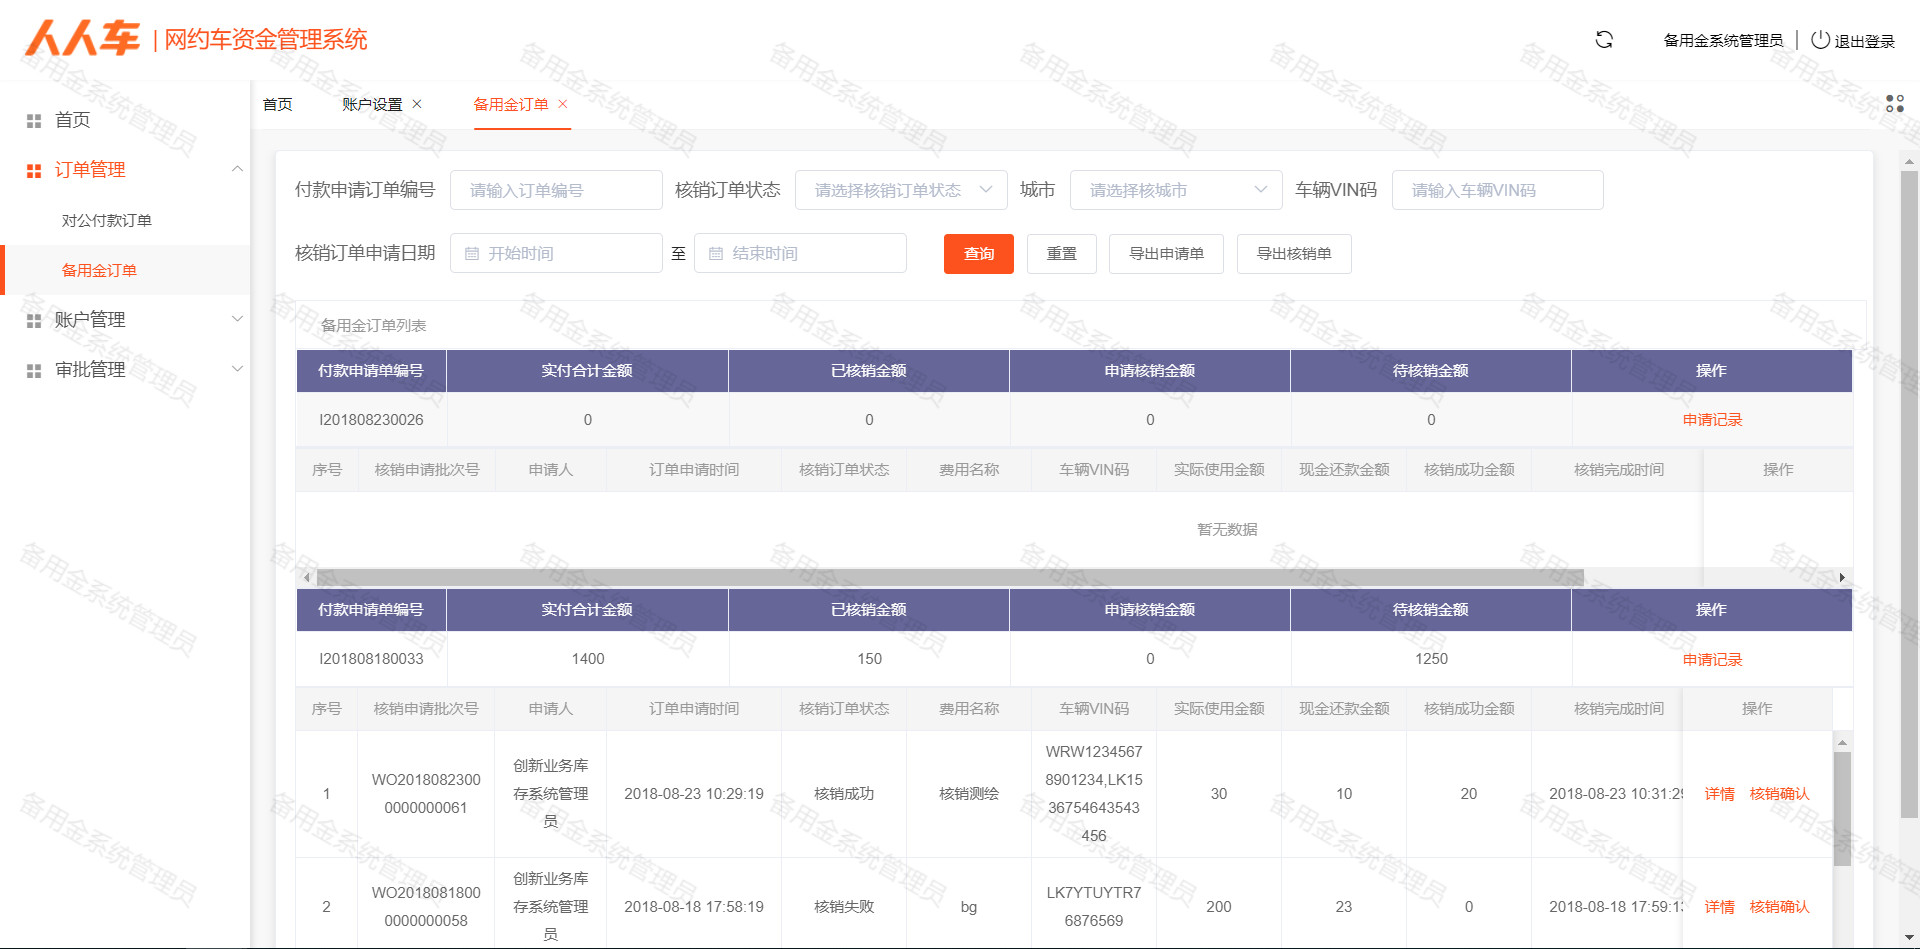 人人车 | 网约车资金管理系统
备用金系统管理员 | 退出登录
首页 账户设置 备用金订单
首页
订单管理
对公付款订单
备用金订单
账户管理
审批管理
付款申请订单编号 请输入订单编号 核销订单状态 请选择核销订单状态 城市 请选择核城市 车辆VIN码 请输入车辆VIN码
核销订单申请日期 开始时间 至 结束时间 查询 重置 导出申请单 导出核销单
备用金订单列表
付款申请单编号 实付合计金额 已核销金额 申请核销金额 待核销金额 操作
I201808230026 0 0 0 0 申请记录
序号 核销申请批次号 申请人 订单申请时间 核销订单状态 费用名称 车辆VIN码 实际使用金额 现金还款金额 核销成功金额 核销完成时间 操作
暂无数据
付款申请单编号 实付合计金额 已核销金额 申请核销金额 待核销金额 操作
I201808180033 1400 150 0 1250 申请记录
序号 核销申请批次号 申请人 订单申请时间 核销订单状态 费用名称 车辆VIN码 实际使用金额 现金还款金额 核销成功金额 核销完成时间 操作
1
WO2018082300
0000000061
创新业务库
存系统管理
员
2018-08-23 10:29:19
核销成功
核销测绘
WRW1234567
8901234,LK15
36754643543
456
30
10
20
2018-08-23 10:31:29
详情 核销确认
2
WO2018081800
0000000058
创新业务库
存系统管理
员
2018-08-18 17:58:19
核销失败
bg
LK7YTUYTR7
6876569
200
23
0
2018-08-18 17:59:13
详情 核销确认
备用金系统管理员